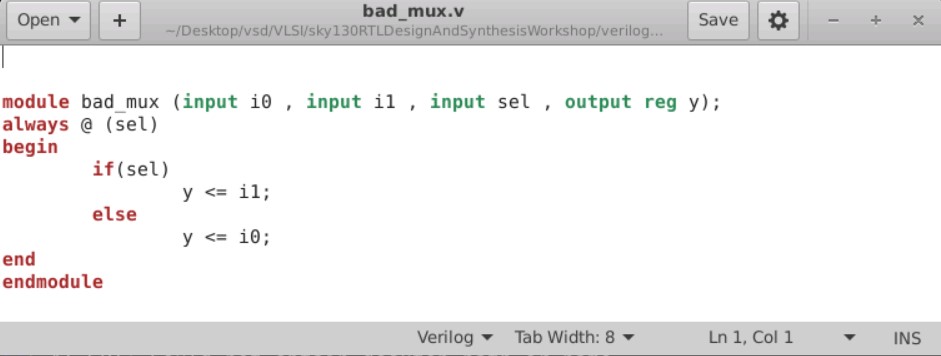 Open
+
bad_mux.v
~/Desktop/vsd/VLSI/sky130RTLDesignAndSynthesisWorkshop/verilog...
Save
module bad_mux (input i0 , input i1 , input sel , output reg y);
always @ (sel)
begin
	if(sel)
		y <= i1;
	else
		y <= i0;
end
endmodule
Verilog Tab Width: 8 Ln 1, Col 1 INS